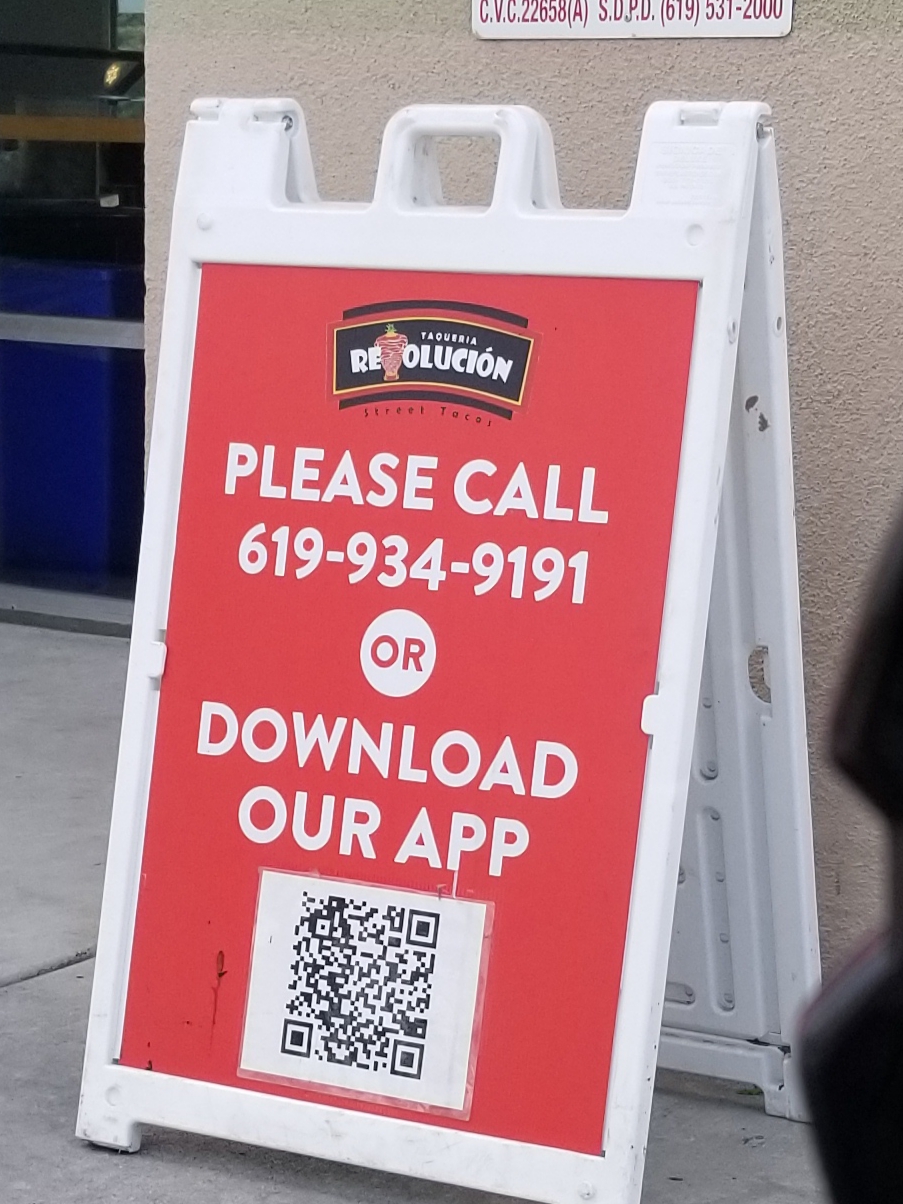 C.V.C.22658(A) S.D.P.D. (619) 531-2000
TAQUERIA
REVOLUCIÓN
Street Tacos
PLEASE CALL
619-934-9191
OR
DOWNLOAD
OUR APP